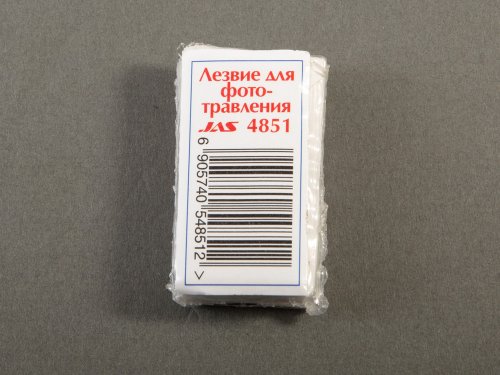 Лезвие для
фото-
травления
JAS 4851
6 905740 548512 >